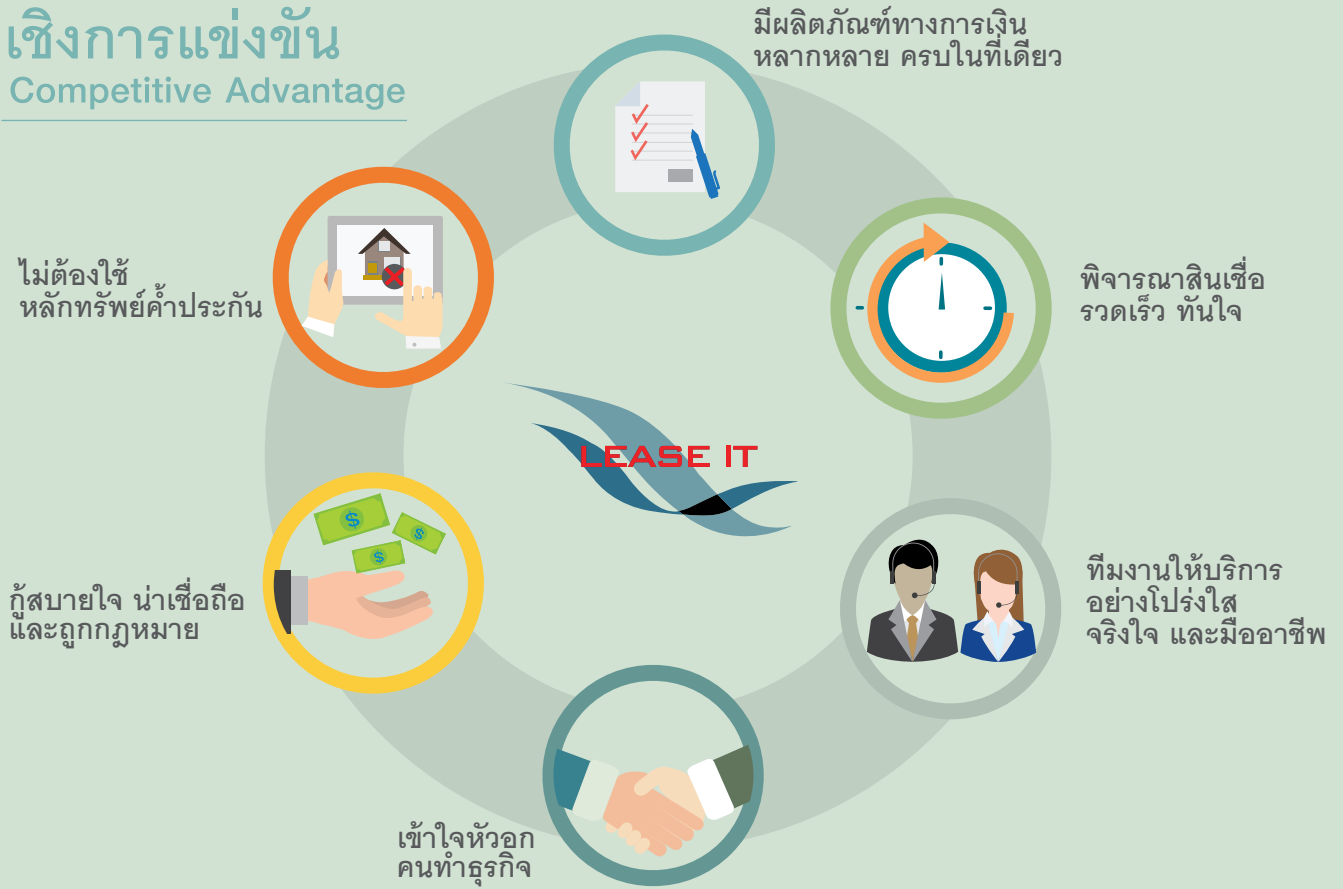 เชิงการแข่งขัน
Competitive Advantage
มีผลิตภัณฑ์ทางการเงิน
หลากหลาย ครบในที่เดียว
พิจารณาสินเชื่อ
รวดเร็ว ทันใจ
ทีมงานให้บริการ
อย่างโปร่งใส
จริงใจ และมืออาชีพ
เข้าใจหัวอก
คนทำธุรกิจ
กู้สบายใจ น่าเชื่อถือ
และถูกกฎหมาย
ไม่ต้องใช้
หลักทรัพย์ค้ำประกัน
LEASE IT
$
$
$